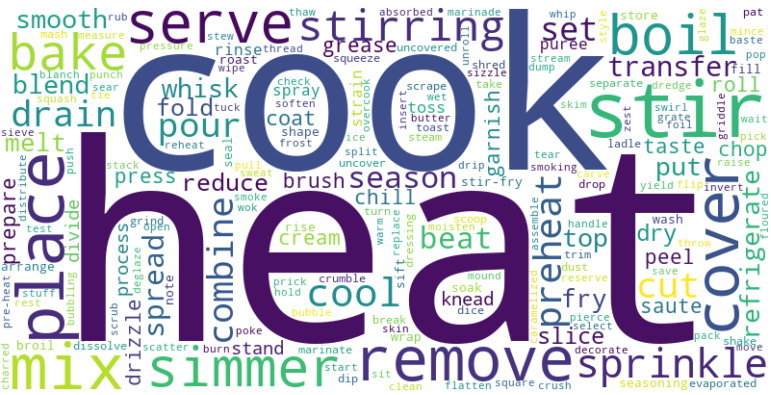 smooth
rub
thaw
absorbed
marinade
whip
style
store
pat
mash
measure
serve
stirring
set
boil
mince
baste
pop
bake
pressure
stew
thread
uncovered
grease
rinse
roast
wipe
squeeze
unroll
shred
sizzle
puree
stream
dump
glaze
fill
blanch
punch
sear
transfer
blend
squash
tie
whisk
check
spray
soften
strain
overcook
scrape
wet
take
separate
dredge
roll
drain
fold
tuck
coat
toss
insert
butter
toast
garnish
skim
zest
swirl
grate
foil
griddle
wait
cook
stir
sieve
melt
pour
shape
frost
ice
steam
reheat
seal
split
uncover
drip
tear
smoking
ladle
taste
pick
chop
push
stack
pull
sweat
press
reduce
brush
season
stir-fry
carve
drop
put
raise
yield
flip
invert
floured
prepare
distribute
place
divide
smoke
wok
chill
turn
scoop
moisten
assemble
preheat
handle
wash
cover
throw
refrigerate
test
process
grind
open
combine
rise
cream
warm
replace
dressing
beat
top
trim
dry
peel
arrange
pre-heat
stuff
rest
bubbling
spread
deglaze
note
prick
hold
crumble
sift
soak
mound
knead
caramelized
dust
reserve
save
cut
heat
cool
scrub
drizzle
poke
bubble
break
skin
dice
fry
pierce
select
saute
pack
shake
charred
broil
dissolve
scatter
burn
stand
marinate
wrap
slice
decorate
move
mix
simmer
start
dip
sit
clean
remove
flatten
square
crush
sprinkle
seasoning
evaporated